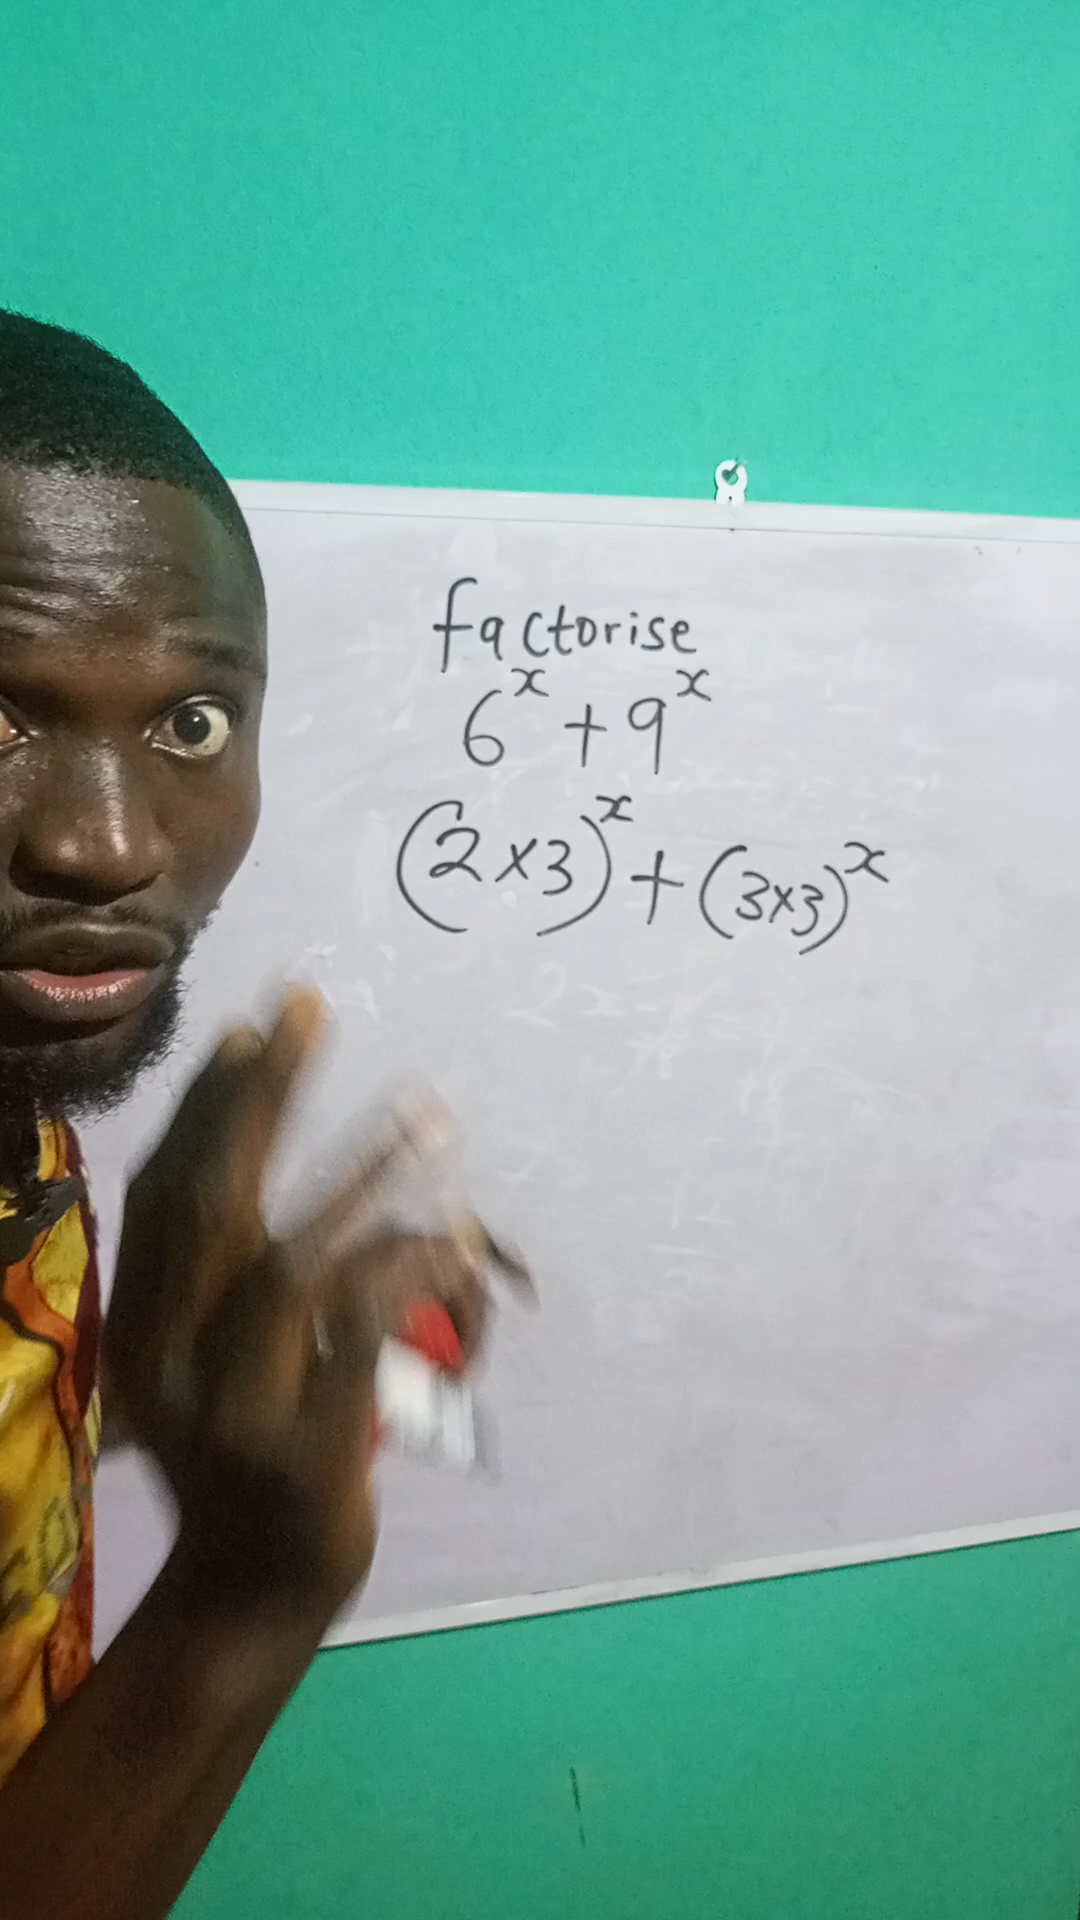 factorise
6^x + 9^x
(2×3)^x + (3×3)^x